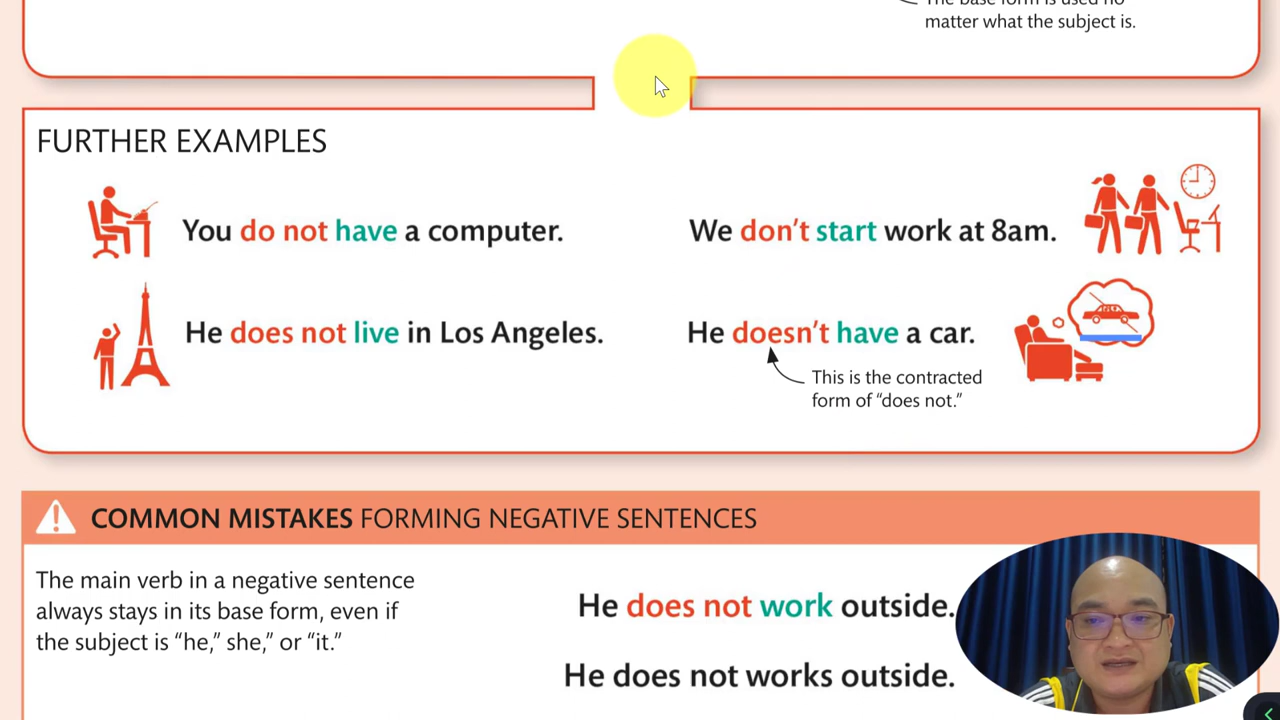 matter what the subject is.
FURTHER EXAMPLES
You do not have a computer.
We don't start work at 8am.
He does not live in Los Angeles.
He doesn't have a car.
This is the contracted
form of “does not.”
COMMON MISTAKES FORMING NEGATIVE SENTENCES
The main verb in a negative sentence
always stays in its base form, even if
the subject is “he,” she,” or “it.”
He does not work outside.
He does not works outside.